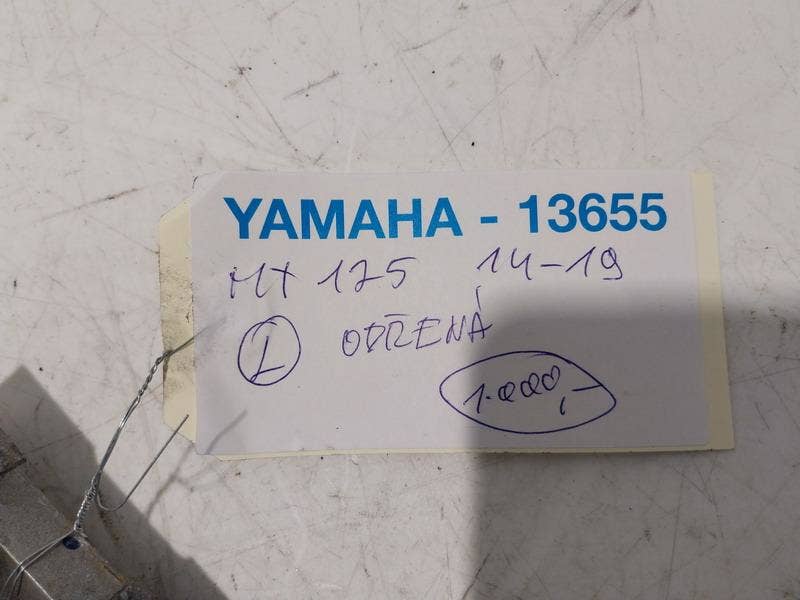 YAMAHA - 13655
MT 125 14-19
L ODŘENÁ
1.000,-